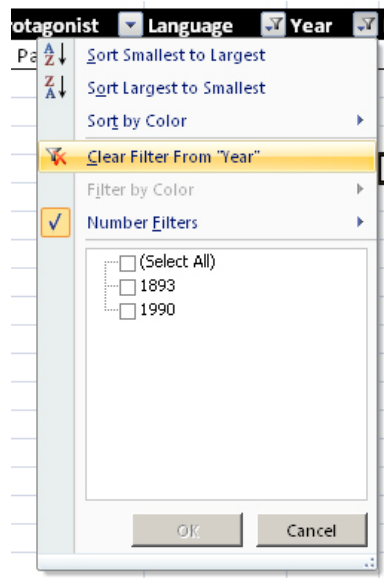 otagonist Language Year
Pa
Sort Smallest to Largest
Sort Largest to Smallest
Sort by Color
Clear Filter From "Year"
Filter by Color
Number Filters
(Select All)
1893
1990
OK Cancel